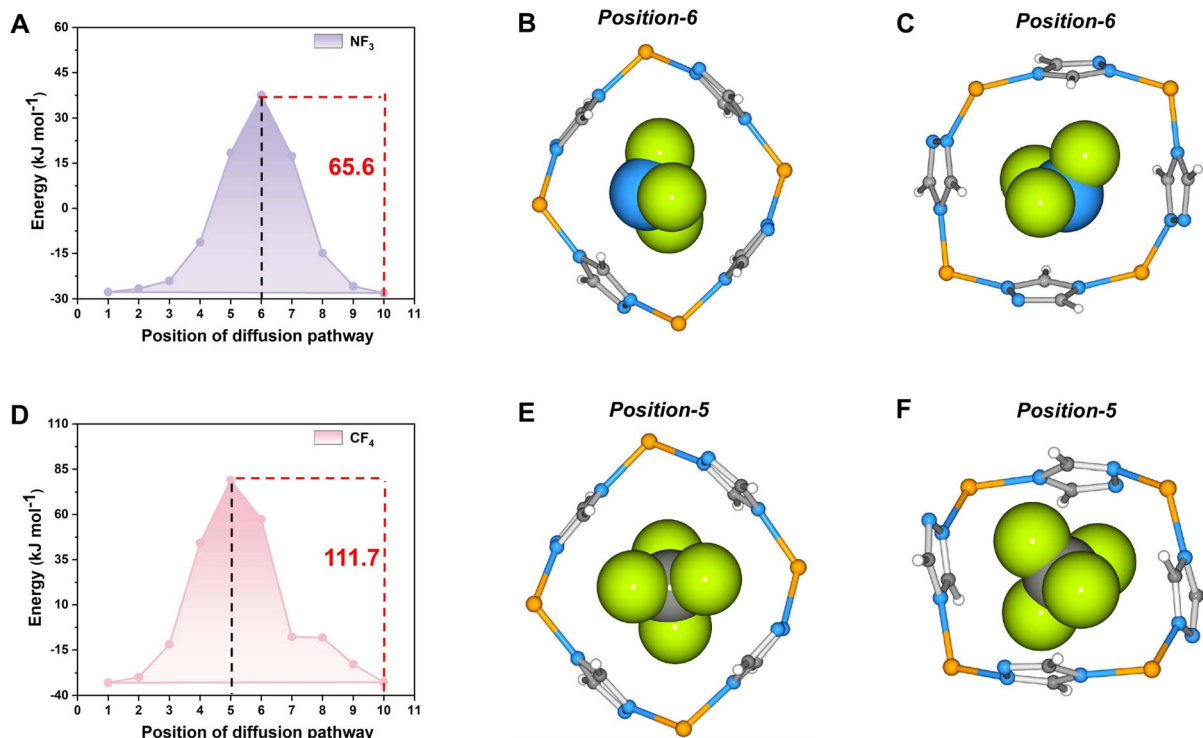 A
Energy (kJ mol⁻¹)
60
45
30
15
0
-15
-30
NF₃
65.6
0 1 2 3 4 5 6 7 8 9 10 11
Position of diffusion pathway
B
Position-6
C
Position-6
D
Energy (kJ mol⁻¹)
110
85
60
35
10
-15
-40
CF₄
111.7
0 1 2 3 4 5 6 7 8 9 10 11
Position of diffusion pathway
E
Position-5
F
Position-5